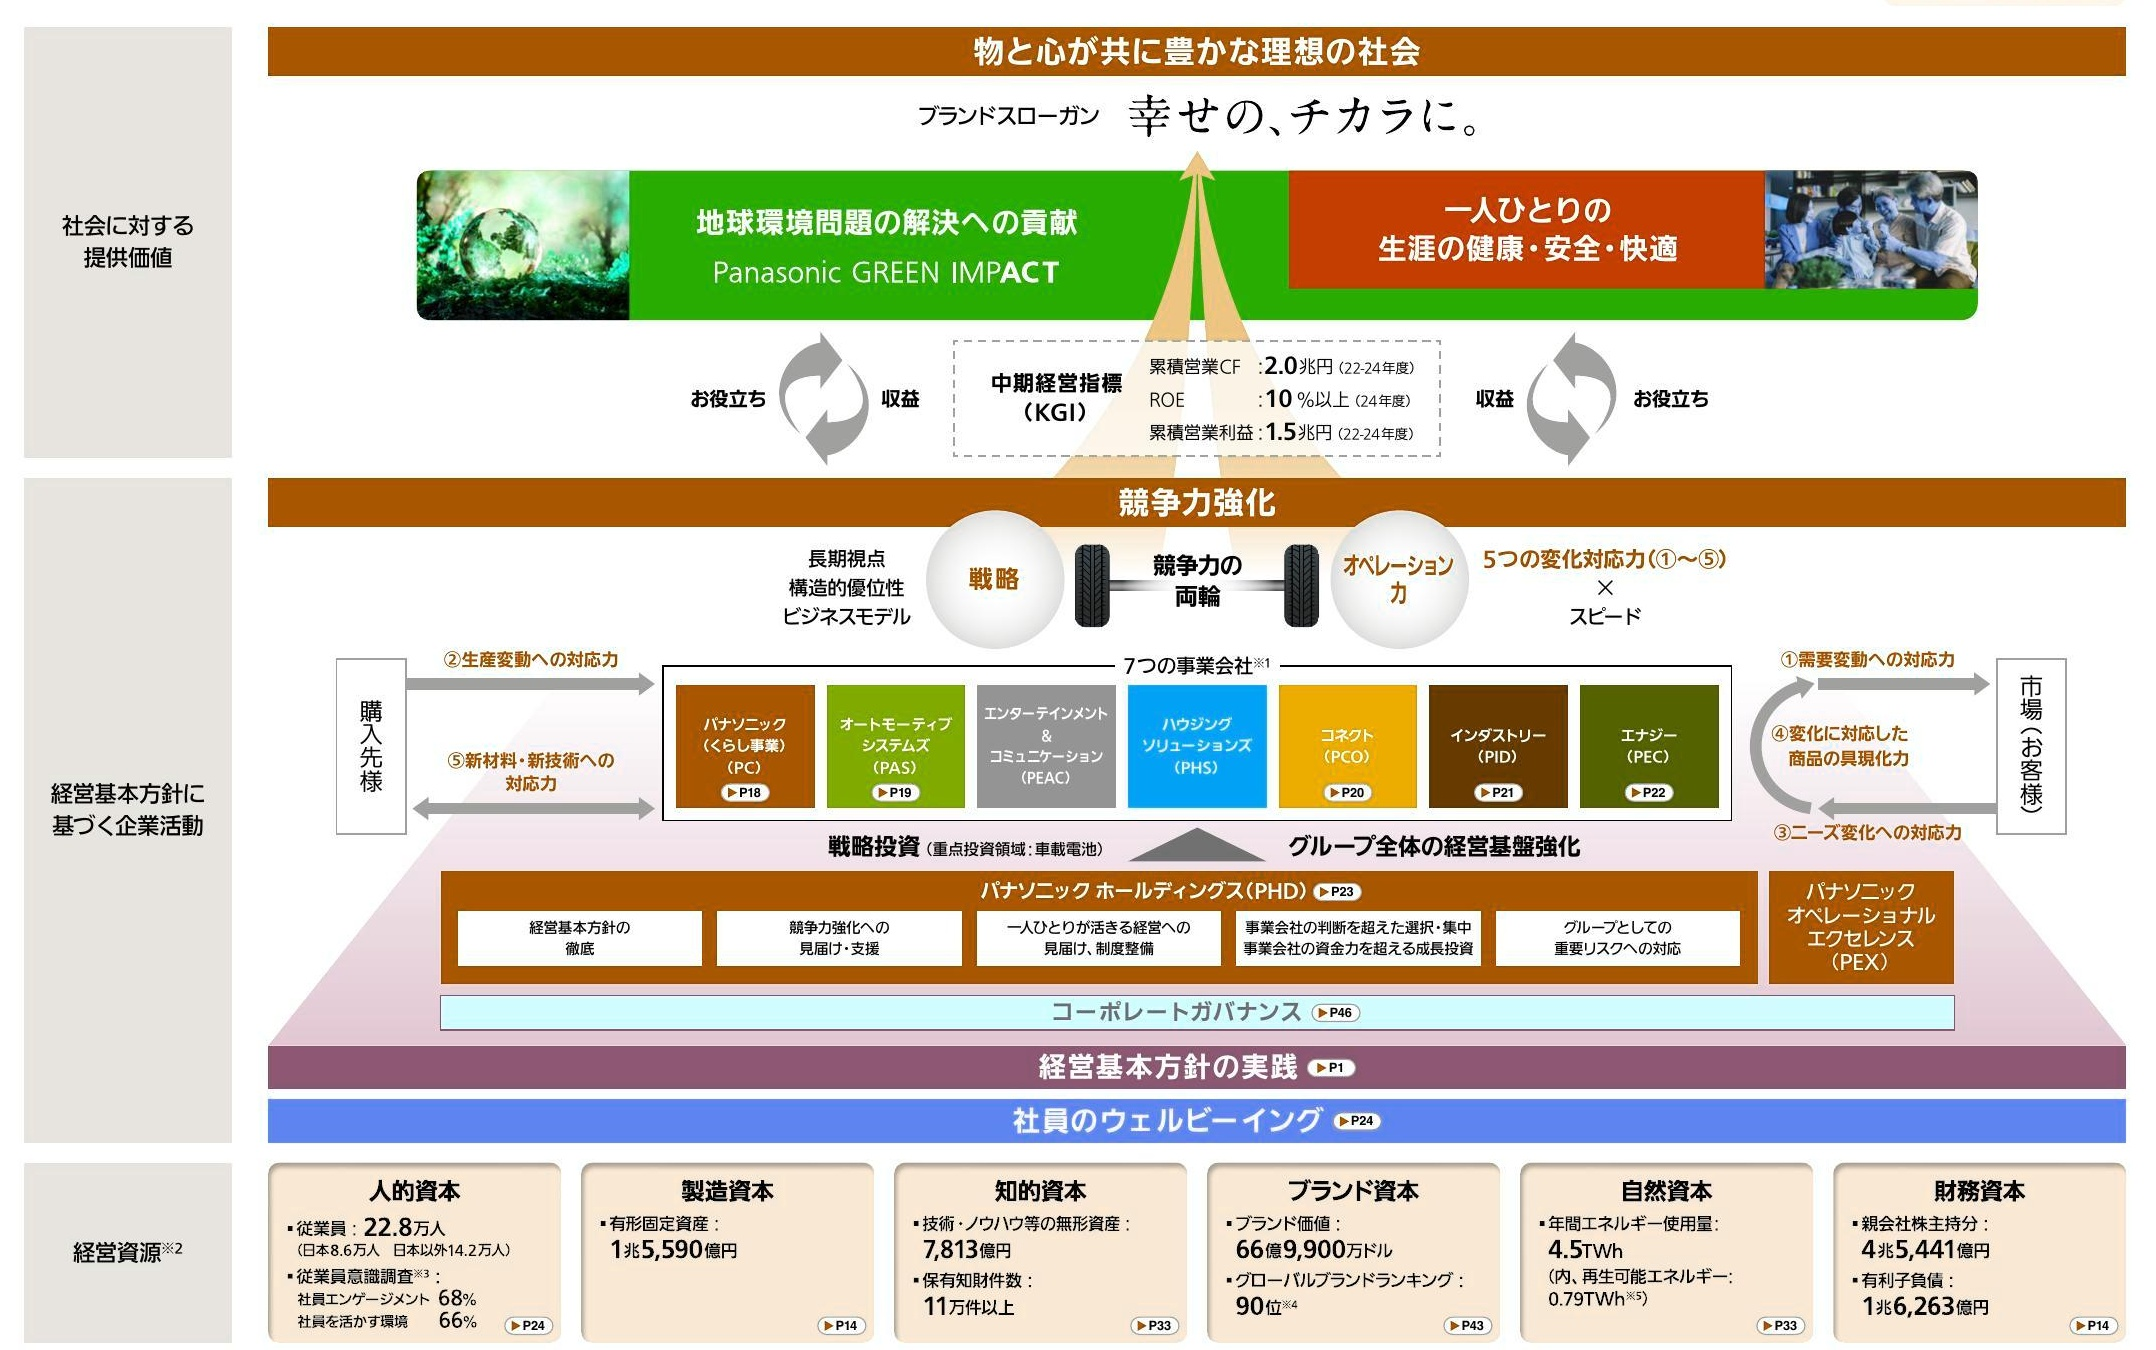 物と心が共に豊かな理想の社会
ブランドスローガン 幸せの、チカラに。
社会に対する
提供価値
地球環境問題の解決への貢献
Panasonic GREEN IMPACT
一人ひとりの
生涯の健康・安全・快適
お役立ち
収益
中期経営指標
（KGI）
累積営業CF :2.0兆円（22-24年度）
ROE :10%以上（24年度）
累積営業利益:1.5兆円（22-24年度）
収益
お役立ち
競争力強化
経営基本方針に
基づく企業活動
長期視点
構造的優位性
ビジネスモデル
戦略
競争力の
両輪
オペレーション
力
5つの変化対応力（①～⑤）
×
スピード
購入先様
②生産変動への対応力
⑤新材料・新技術への
対応力
7つの事業会社※1
パナソニック
（くらし事業）
（PC）
▶P18
オートモーティブ
システムズ
（PAS）
▶P19
エンターテインメント
&
コミュニケーション
（PEAC）
ハウジング
ソリューションズ
（PHS）
コネクト
（PCO）
▶P20
インダストリー
（PID）
▶P21
エナジー
（PEC）
▶P22
①需要変動への対応力
④変化に対応した
商品の具現化力
③ニーズ変化への対応力
市場（お客様）
戦略投資（重点投資領域：車載電池）
グループ全体の経営基盤強化
パナソニック ホールディングス（PHD） ▶P23
経営基本方針の
徹底
競争力強化への
見届け・支援
一人ひとりが活きる経営への
見届け、制度整備
事業会社の判断を超えた選択・集中
事業会社の資金力を超える成長投資
グループとしての
重要リスクへの対応
パナソニック
オペレーショナル
エクセレンス
（PEX）
コーポレートガバナンス ▶P46
経営基本方針の実践 ▶P1
社員のウェルビーイング ▶P24
経営資源※2
人的資本
▪従業員：22.8万人
（日本8.6万人 日本以外14.2万人）
▪従業員意識調査※3：
社員エンゲージメント 68%
社員を活かす環境 66%
▶P24
製造資本
▪有形固定資産：
1兆5,590億円
▶P14
知的資本
▪技術・ノウハウ等の無形資産：
7,813億円
▪保有知財件数：
11万件以上
▶P33
ブランド資本
▪ブランド価値：
66億9,900万ドル
▪グローバルブランドランキング：
90位※4
▶P43
自然資本
▪年間エネルギー使用量：
4.5TWh
（内、再生可能エネルギー：
0.79TWh※5）
▶P33
財務資本
▪親会社株主持分：
4兆5,441億円
▪有利子負債：
1兆6,263億円
▶P14